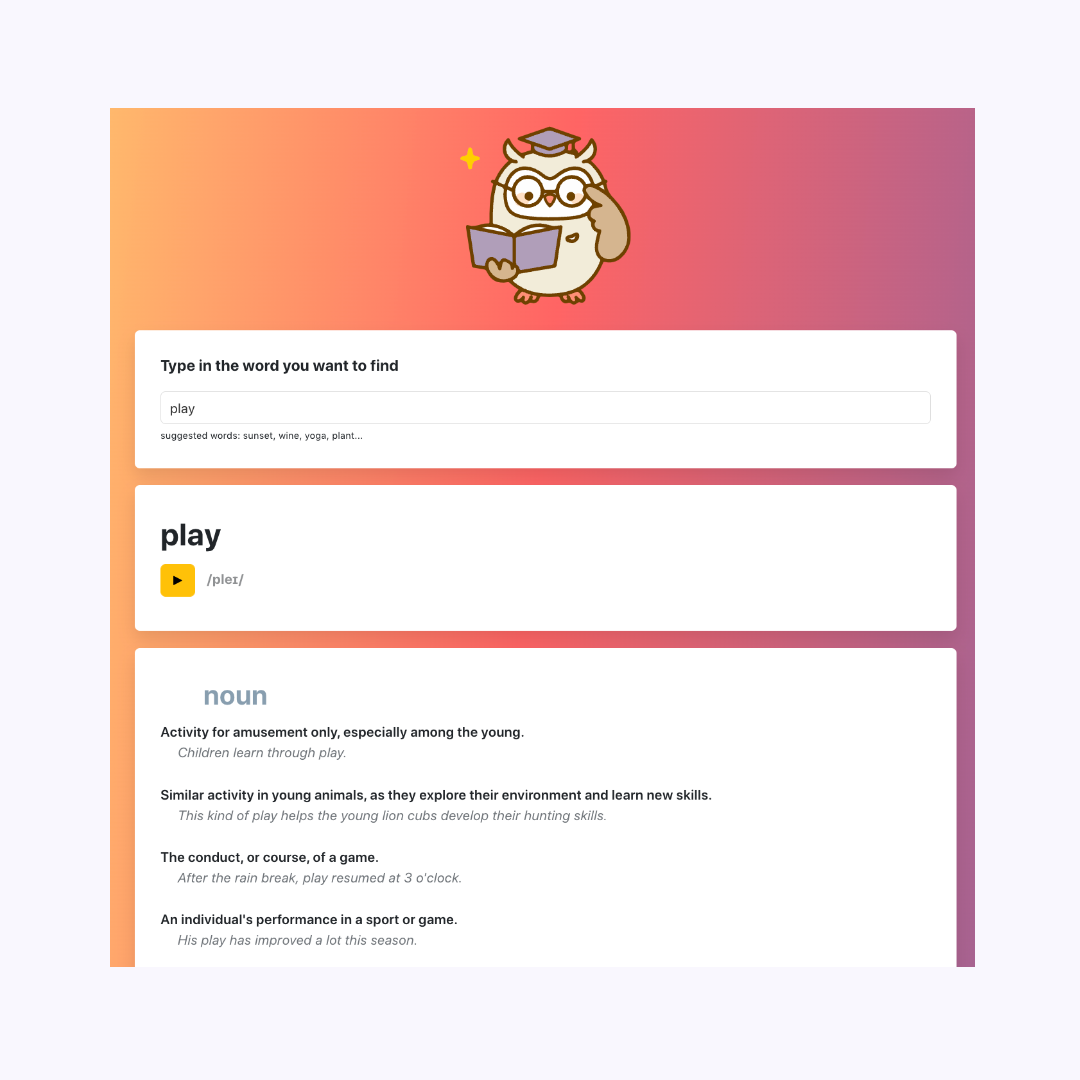 Type in the word you want to find
play
suggested words: sunset, wine, yoga, plant...
play
/pleɪ/
noun
Activity for amusement only, especially among the young.
Children learn through play.
Similar activity in young animals, as they explore their environment and learn new skills.
This kind of play helps the young lion cubs develop their hunting skills.
The conduct, or course, of a game.
After the rain break, play resumed at 3 o'clock.
An individual's performance in a sport or game.
His play has improved a lot this season.